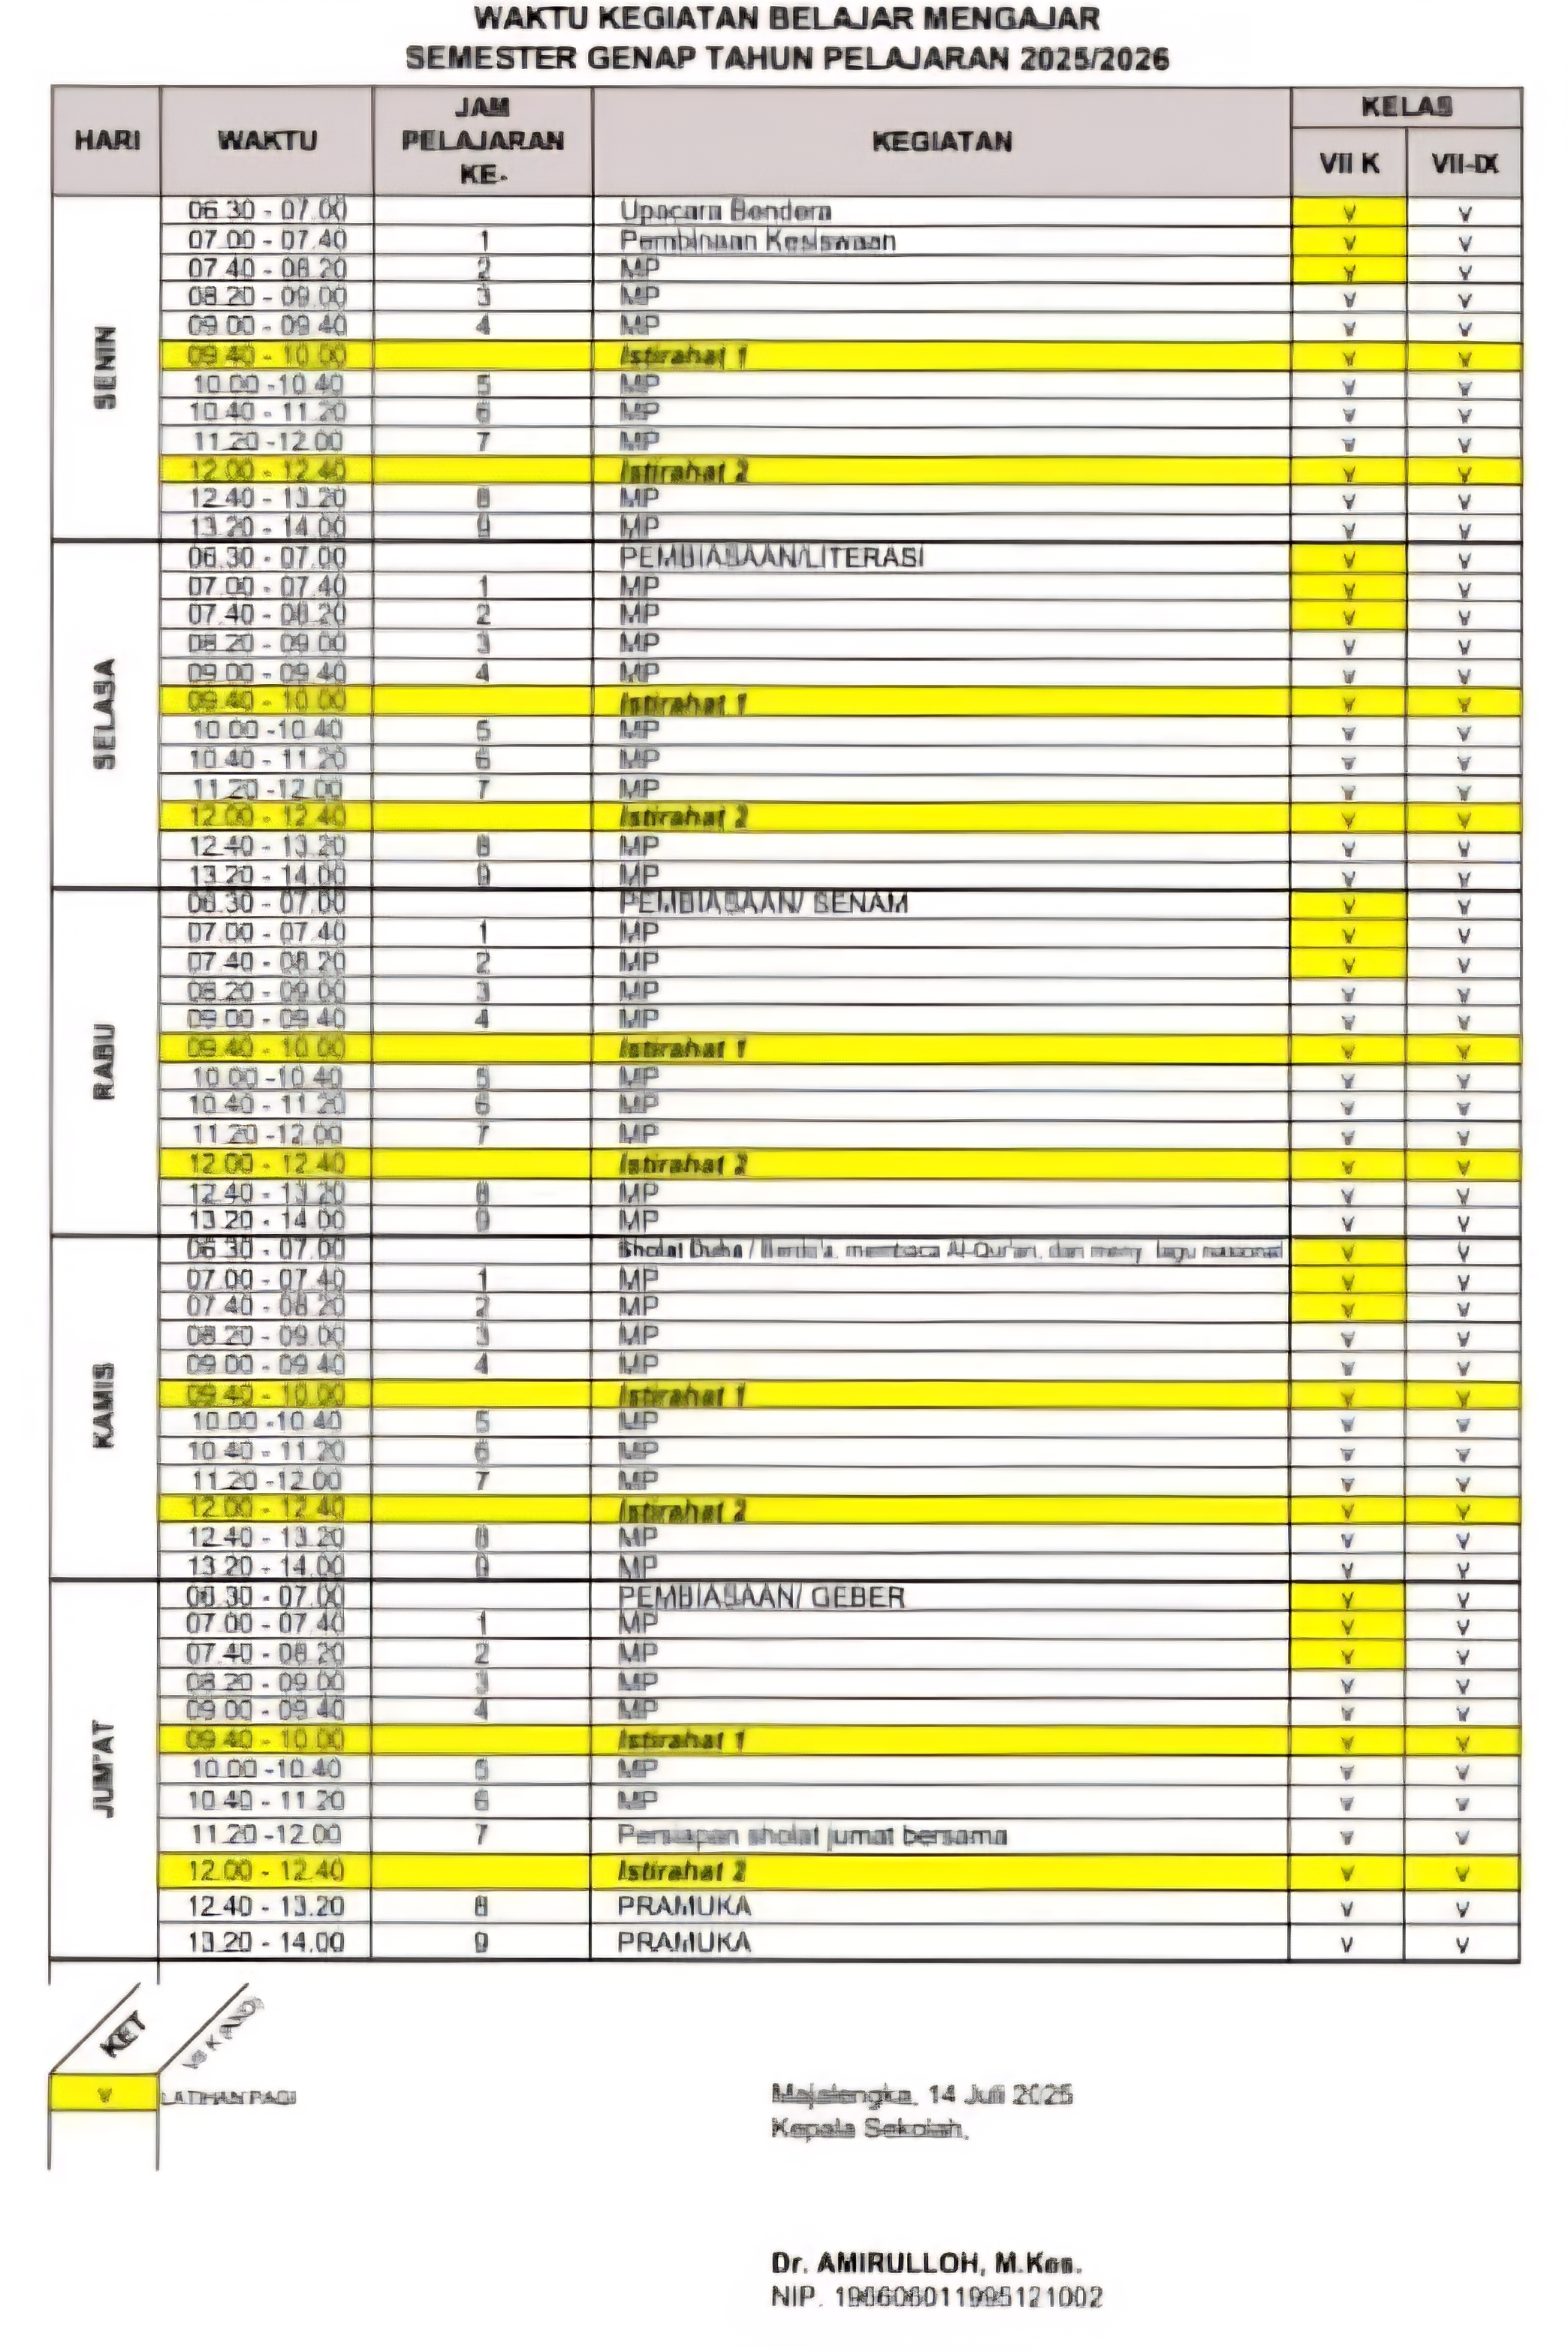 WAKTU KEGIATAN BELAJAR MENGAJAR
SEMESTER GENAP TAHUN PELAJARAN 2025/2026
HARI WAKTU JAM PELAJARAN KE- KEGIATAN KELAS
VII K VII-IX
SENIN
06.30 - 07.00 Upacara Bendera v v
07.00 - 07.40 1 Pembinaan Kesiswaan v v
07.40 - 08.20 2 MP v v
08.20 - 09.00 3 MP v v
09.00 - 09.40 4 MP v v
09.40 - 10.00 Istirahat 1 v v
10.00 -10.40 5 MP v v
10.40 - 11.20 6 MP v v
11.20 -12.00 7 MP v v
12.00 - 12.40 Istirahat 2 v v
12.40 - 13.20 8 MP v v
13.20 - 14.00 9 MP v v
SELASA
06.30 - 07.00 PEMBIASAAN/LITERASI v v
07.00 - 07.40 1 MP v v
07.40 - 08.20 2 MP v v
08.20 - 09.00 3 MP v v
09.00 - 09.40 4 MP v v
09.40 - 10.00 Istirahat 1 v v
10.00 -10.40 5 MP v v
10.40 - 11.20 6 MP v v
11.20 -12.00 7 MP v v
12.00 - 12.40 Istirahat 2 v v
12.40 - 13.20 8 MP v v
13.20 - 14.00 9 MP v v
RABU
06.30 - 07.00 PEMBIASAAN/ SENAM v v
07.00 - 07.40 1 MP v v
07.40 - 08.20 2 MP v v
08.20 - 09.00 3 MP v v
09.00 - 09.40 4 MP v v
09.40 - 10.00 Istirahat 1 v v
10.00 -10.40 5 MP v v
10.40 - 11.20 6 MP v v
11.20 -12.00 7 MP v v
12.00 - 12.40 Istirahat 2 v v
12.40 - 13.20 8 MP v v
13.20 - 14.00 9 MP v v
KAMIS
06.30 - 07.00 Sholat Duha / membaca Al-Qur'an, dan meny. lagu nasional v v
07.00 - 07.40 1 MP v v
07.40 - 08.20 2 MP v v
08.20 - 09.00 3 MP v v
09.00 - 09.40 4 MP v v
09.40 - 10.00 Istirahat 1 v v
10.00 -10.40 5 MP v v
10.40 - 11.20 6 MP v v
11.20 -12.00 7 MP v v
12.00 - 12.40 Istirahat 2 v v
12.40 - 13.20 8 MP v v
13.20 - 14.00 9 MP v v
JUM'AT
06.30 - 07.00 PEMBIASAAN/ GEBER v v
07.00 - 07.40 1 MP v v
07.40 - 08.20 2 MP v v
08.20 - 09.00 3 MP v v
09.00 - 09.40 4 MP v v
09.40 - 10.00 Istirahat 1 v v
10.00 -10.40 5 MP v v
10.40 - 11.20 6 MP v v
11.20 -12.00 7 Persiapan sholat jumat bersama v v
12.00 - 12.40 Istirahat 2 v v
12.40 - 13.20 8 PRAMUKA v v
13.20 - 14.00 9 PRAMUKA v v
KET
v LATIHAN PAGI
Majalengka, 14 Juli 2025
Kepala Sekolah,
Dr. AMIRULLOH, M.Kes.
NIP.